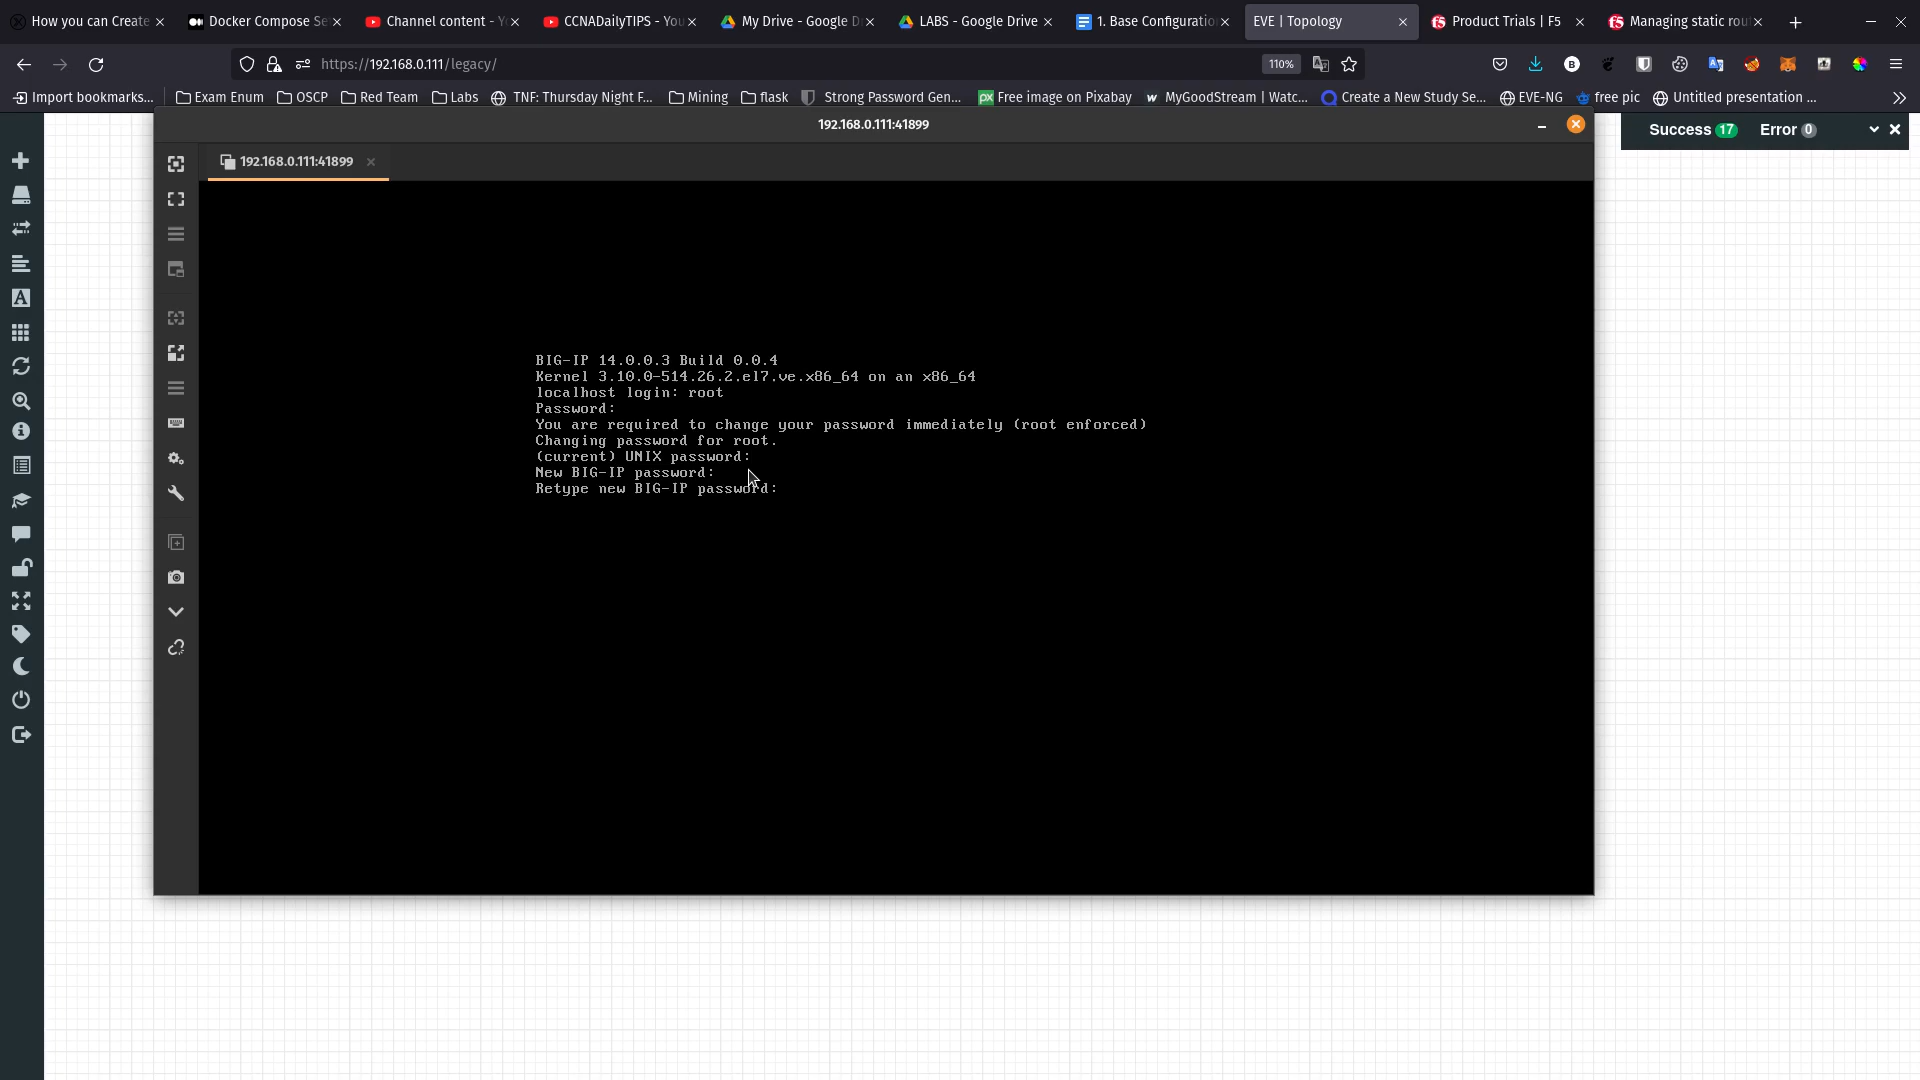 How you can Create
Docker Compose Se
Channel content - Y
CCNADailyTIPS - You
My Drive - Google D
LABS - Google Drive
1. Base Configuratio
EVE | Topology
Product Trials | F5
Managing static rou
https://192.168.0.111/legacy/
110%
Import bookmarks...
Exam Enum
OSCP
Red Team
Labs
TNF: Thursday Night F...
Mining
flask
Strong Password Gen...
Free image on Pixabay
MyGoodStream | Watc...
Create a New Study Se...
EVE-NG
free pic
Untitled presentation ...
192.168.0.111:41899
Success 17
Error 0
192.168.0.111:41899
BIG-IP 14.0.0.3 Build 0.0.4
Kernel 3.10.0-514.26.2.el7.ve.x86_64 on an x86_64
localhost login: root
Password:
You are required to change your password immediately (root enforced)
Changing password for root.
(current) UNIX password:
New BIG-IP password:
Retype new BIG-IP password: